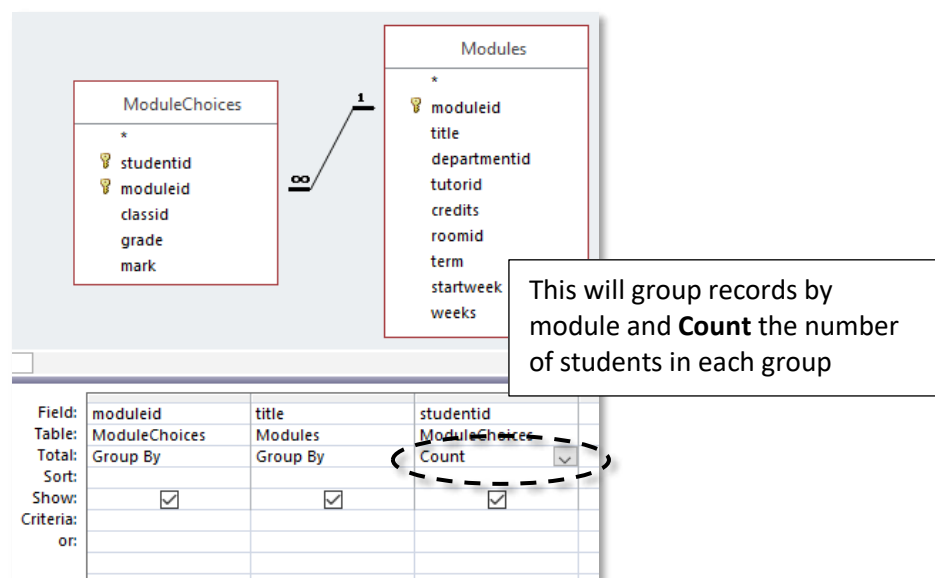 Modules
*
moduleid
title
departmentid
tutorid
credits
roomid
term
startweek
weeks
1
∞
ModuleChoices
*
studentid
moduleid
classid
grade
mark
This will group records by
module and Count the number
of students in each group
Field: moduleid title studentid
Table: ModuleChoices Modules ModuleChoices
Total: Group By Group By Count
Sort:
Show:
Criteria:
or: